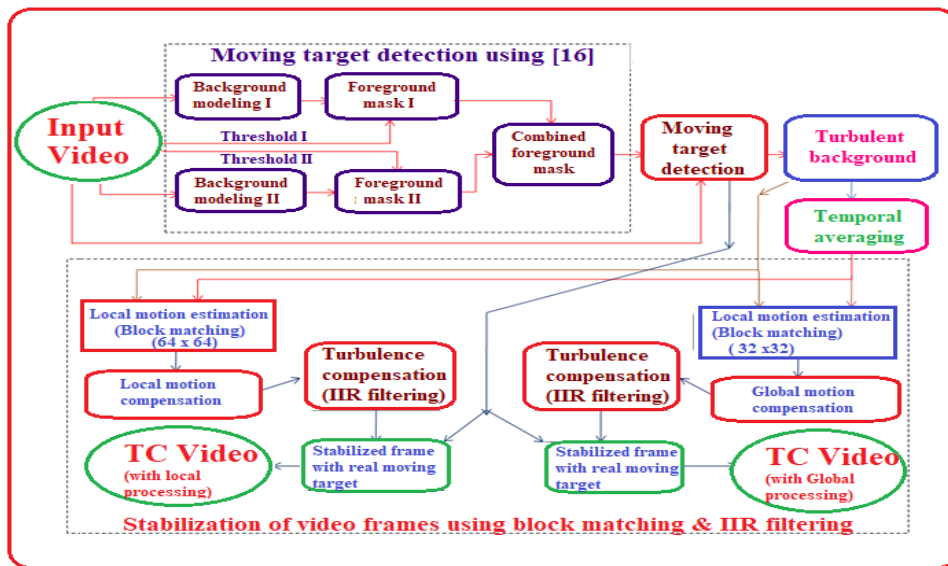 Moving target detection using [16]
Input
Video
Background
modeling I
Foreground
mask I
Threshold I
Threshold II
Background
modeling II
Foreground
mask II
Combined
foreground
mask
Moving
target
detection
Turbulent
background
Temporal
averaging
Local motion estimation
(Block matching)
(64 x 64)
Local motion
compensation
Turbulence
compensation
(IIR filtering)
Stabilized frame
with real moving
target
TC Video
(with local
processing)
Turbulence
compensation
(IIR filtering)
Local motion estimation
(Block matching)
( 32 x32)
Global motion
compensation
Stabilized frame
with real moving
target
TC Video
(with Global
processing)
Stabilization of video frames using block matching & IIR filtering